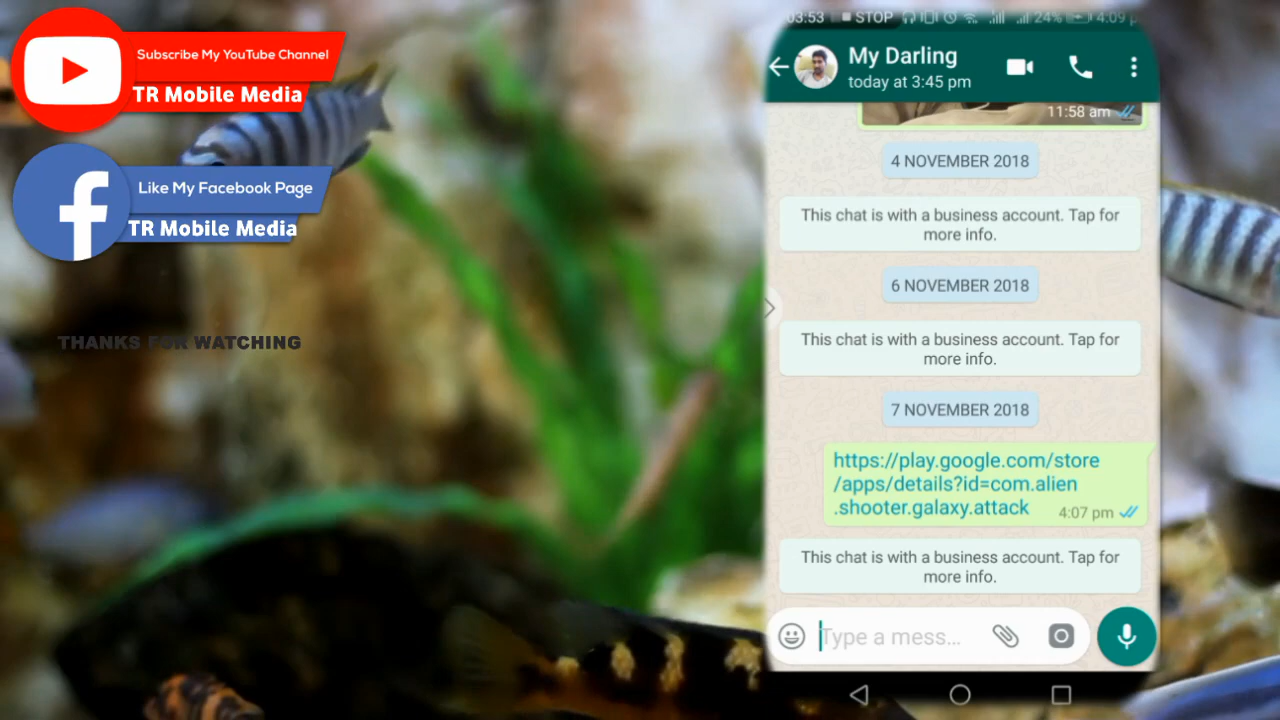 Subscribe My YouTube Channel
TR Mobile Media
Like My Facebook Page
TR Mobile Media
THANKS FOR WATCHING
03:53 STOP 24% 4:09
My Darling
today at 3:45 pm
11:58 am
4 NOVEMBER 2018
This chat is with a business account. Tap for
more info.
6 NOVEMBER 2018
This chat is with a business account. Tap for
more info.
7 NOVEMBER 2018
https://play.google.com/store
/apps/details?id=com.alien
.shooter.galaxy.attack
4:07 pm
This chat is with a business account. Tap for
more info.
Type a mess...